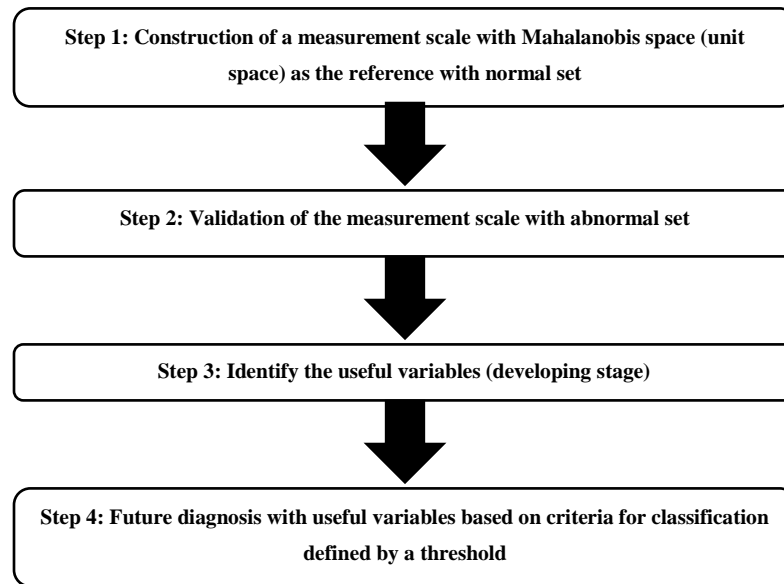 Step 1: Construction of a measurement scale with Mahalanobis space (unit
space) as the reference with normal set
Step 2: Validation of the measurement scale with abnormal set
Step 3: Identify the useful variables (developing stage)
Step 4: Future diagnosis with useful variables based on criteria for classification
defined by a threshold